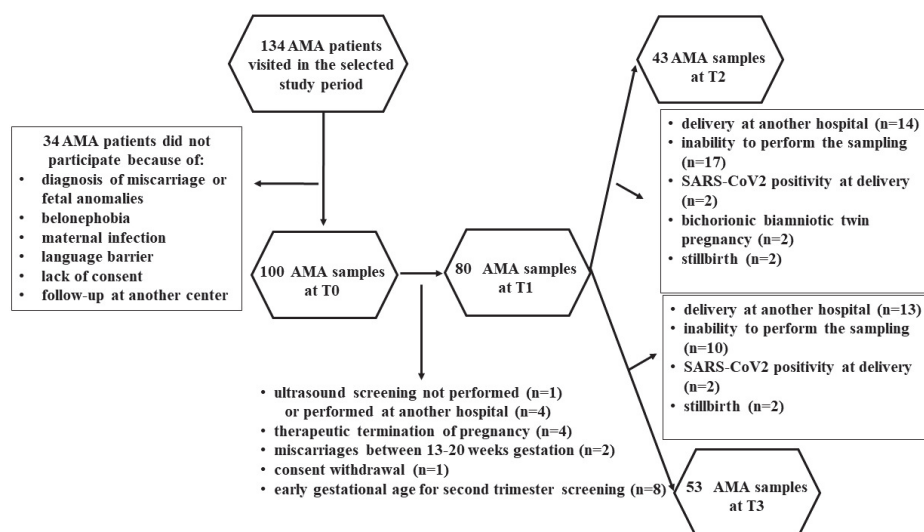 134 AMA patients
visited in the selected
study period
34 AMA patients did not
participate because of:
• diagnosis of miscarriage or
fetal anomalies
• belonephobia
• maternal infection
• language barrier
• lack of consent
• follow-up at another center
100 AMA samples
at T0
80 AMA samples
at T1
• ultrasound screening not performed (n=1)
or performed at another hospital (n=4)
• therapeutic termination of pregnancy (n=4)
• miscarriages between 13-20 weeks gestation (n=2)
• consent withdrawal (n=1)
• early gestational age for second trimester screening (n=8)
43 AMA samples
at T2
• delivery at another hospital (n=14)
• inability to perform the sampling
(n=17)
• SARS-CoV2 positivity at delivery
(n=2)
• bichorionic biamniotic twin
pregnancy (n=2)
• stillbirth (n=2)
• delivery at another hospital (n=13)
• inability to perform the sampling
(n=10)
• SARS-CoV2 positivity at delivery
(n=2)
• stillbirth (n=2)
53 AMA samples
at T3